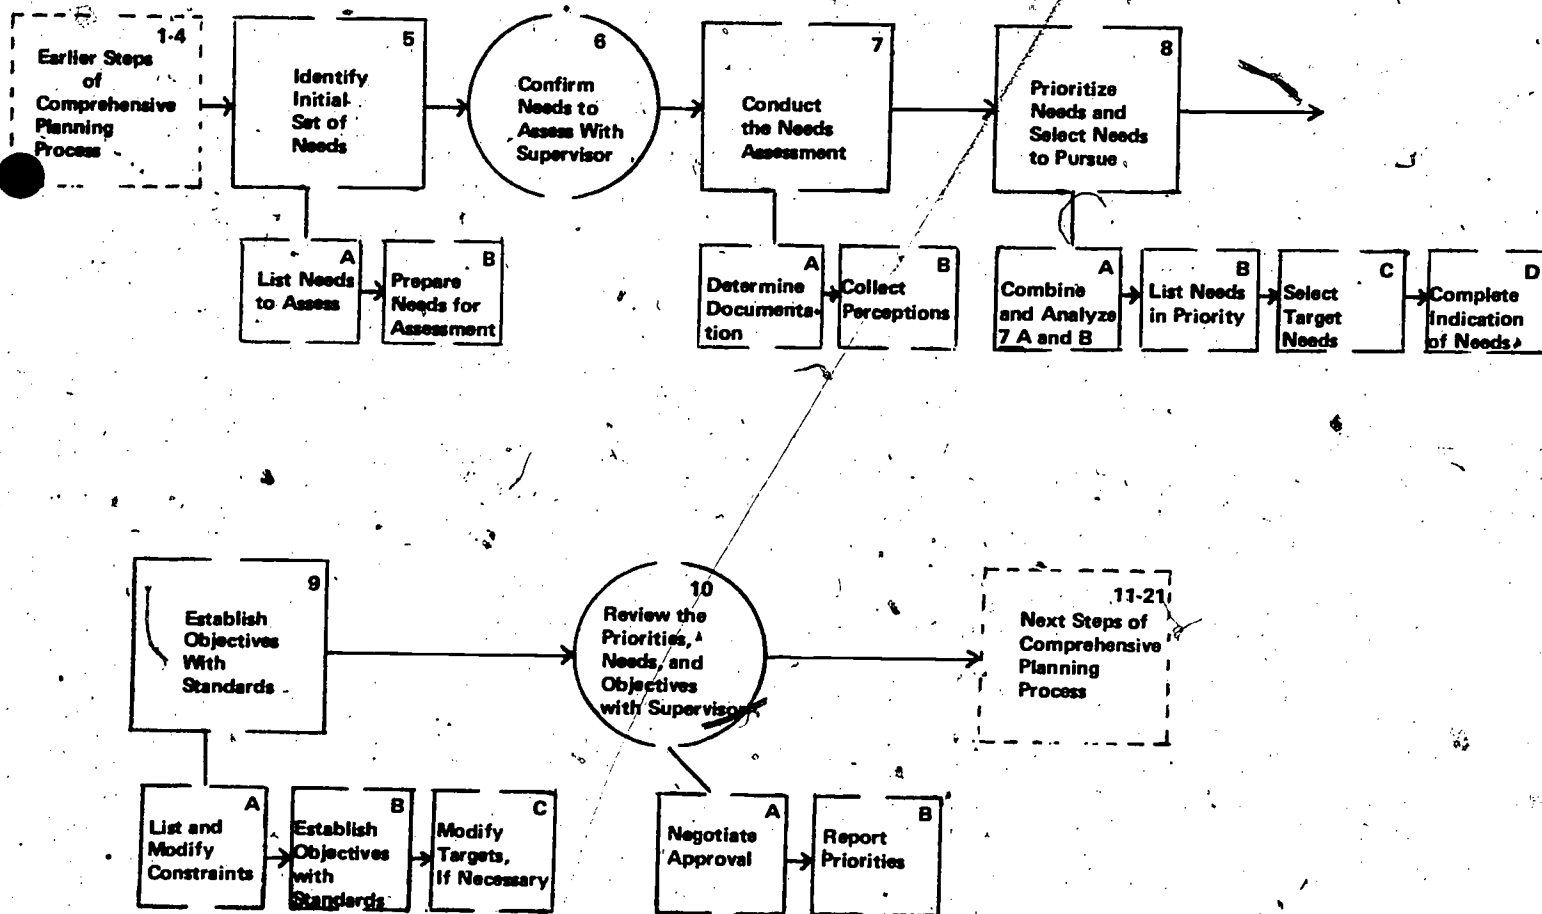 1-4
Earlier Steps
of
Comprehensive
Planning
Process
5
Identify
Initial
Set of
Needs
6
Confirm
Needs to
Assess With
Supervisor
7
Conduct
the Needs
Assessment
8
Prioritize
Needs and
Select Needs
to Pursue
A
List Needs
to Assess
B
Prepare
Needs for
Assessment
A
Determine
Documenta-
tion
B
Collect
Perceptions
A
Combine
and Analyze
7 A and B
B
List Needs
in Priority
C
Select
Target
Needs
D
Complete
Indication
of Needs
9
Establish
Objectives
With
Standards
10
Review the
Priorities,
Needs, and
Objectives
with Supervisor
11-21
Next Steps of
Comprehensive
Planning
Process
A
List and
Modify
Constraints
B
Establish
Objectives
with
Standards
C
Modify
Targets,
If Necessary
A
Negotiate
Approval
B
Report
Priorities